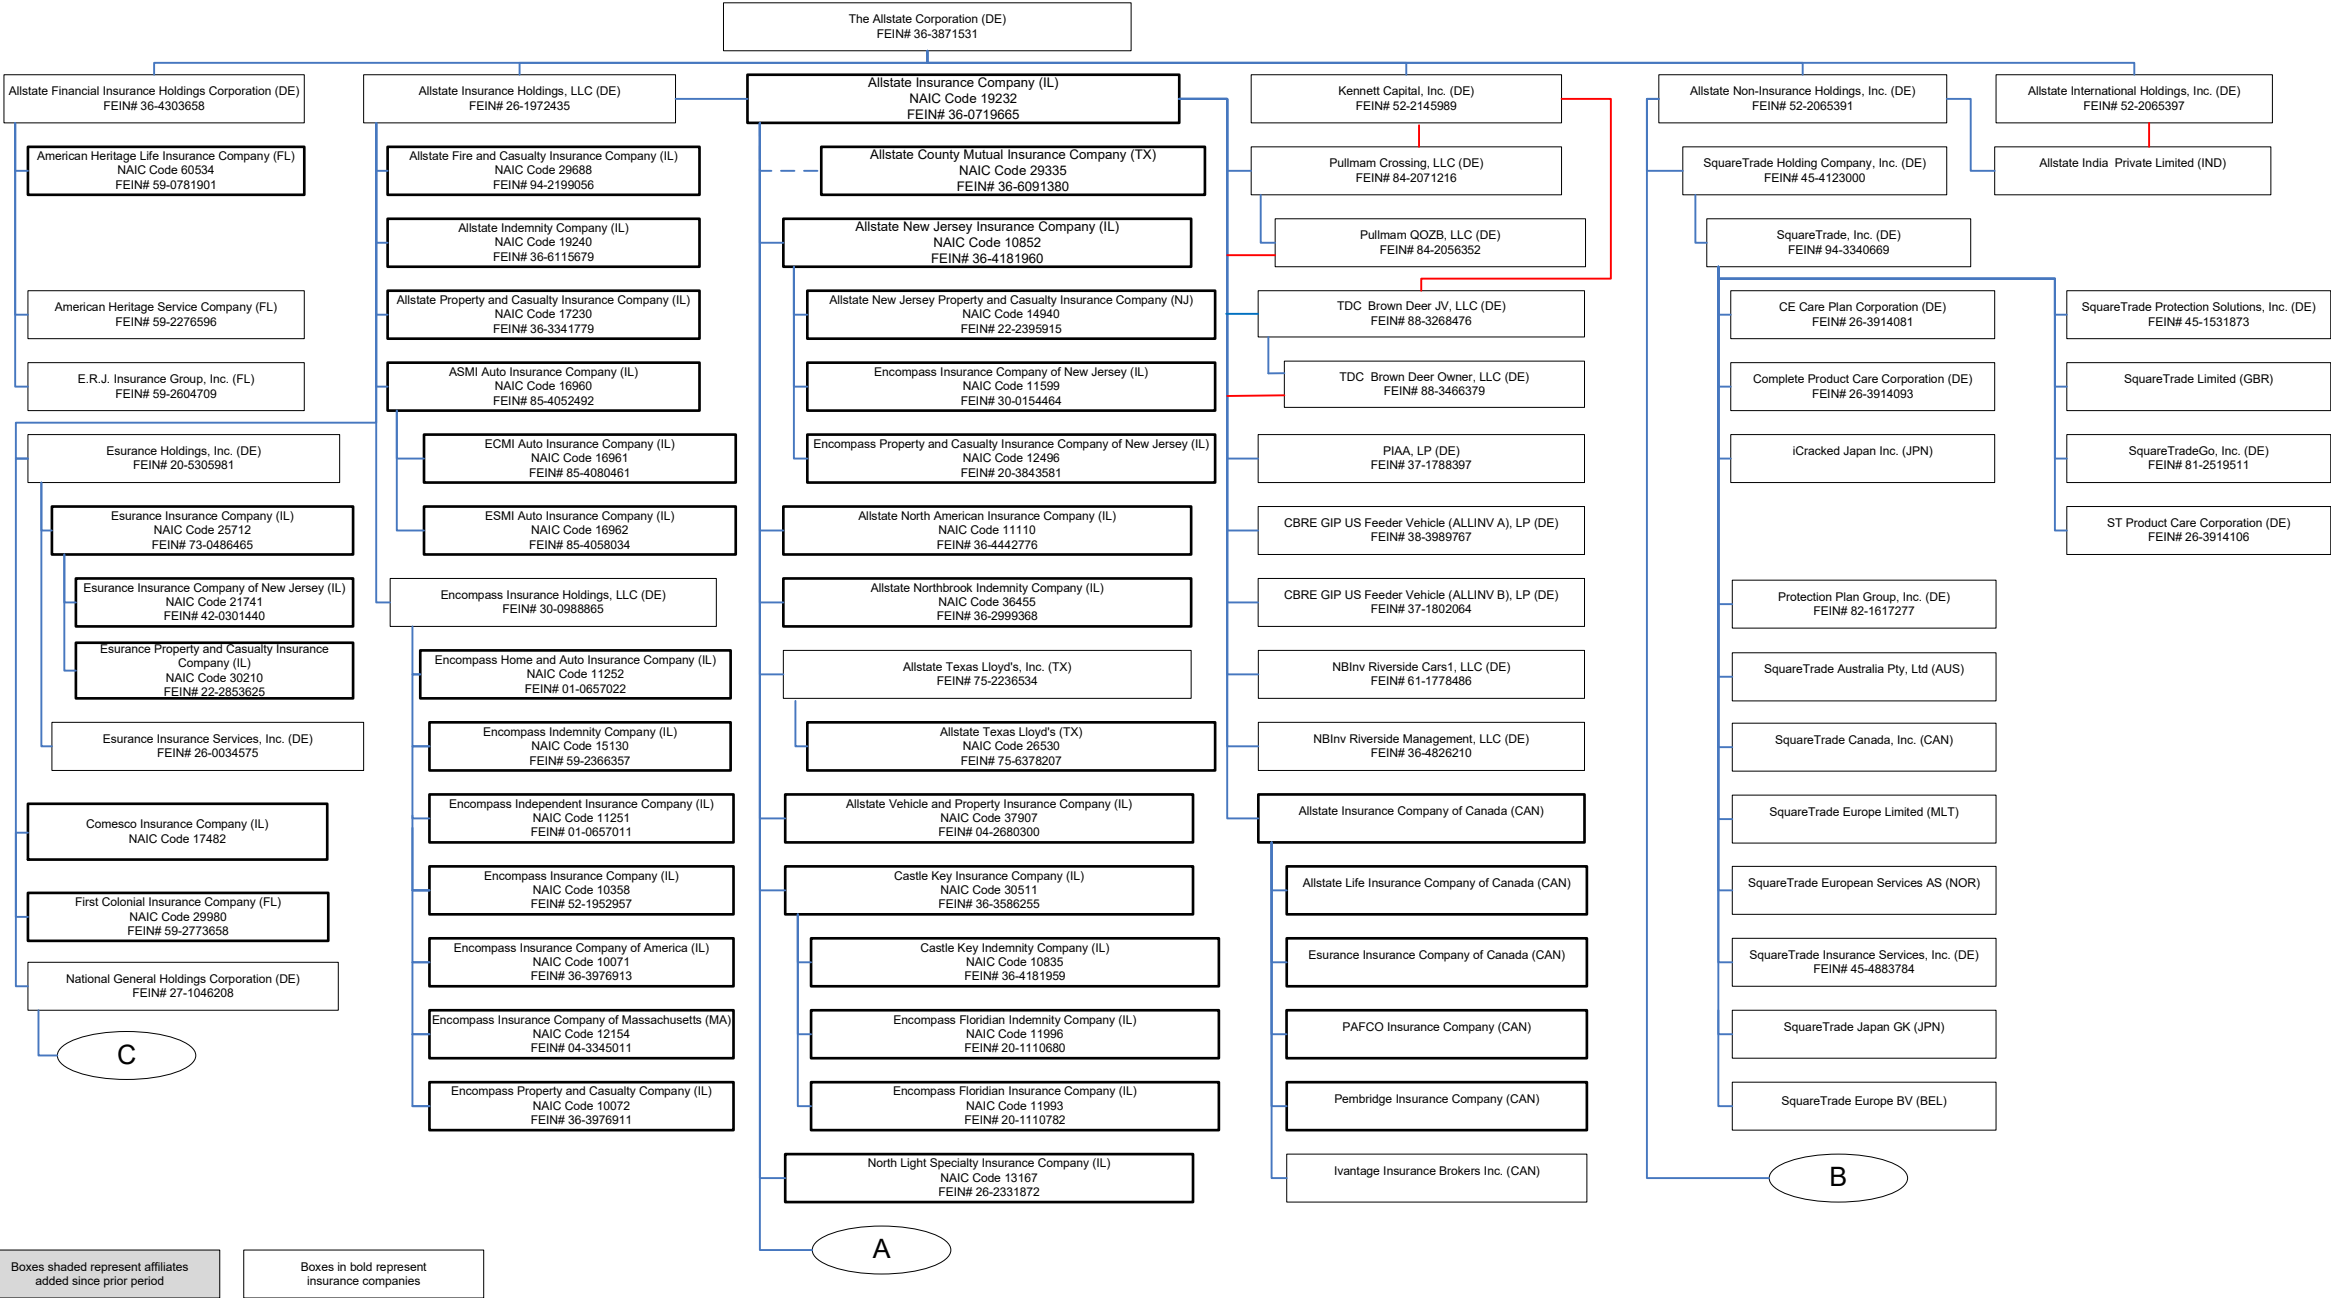 The Allstate Corporation (DE)
FEIN# 36-3871531
Allstate Financial Insurance Holdings Corporation (DE)
FEIN# 36-4303658
American Heritage Life Insurance Company (FL)
NAIC Code 60534
FEIN# 59-0781901
American Heritage Service Company (FL)
FEIN# 59-2276596
E.R.J. Insurance Group, Inc. (FL)
FEIN# 59-2604709
Allstate Insurance Holdings, LLC (DE)
FEIN# 26-1972435
Allstate Fire and Casualty Insurance Company (IL)
NAIC Code 29688
FEIN# 94-2199056
Allstate Indemnity Company (IL)
NAIC Code 19240
FEIN# 36-6115679
Allstate Property and Casualty Insurance Company (IL)
NAIC Code 17230
FEIN# 36-3341779
ASMI Auto Insurance Company (IL)
NAIC Code 16960
FEIN# 85-4052492
ECMI Auto Insurance Company (IL)
NAIC Code 16961
FEIN# 85-4080461
ESMI Auto Insurance Company (IL)
NAIC Code 16962
FEIN# 85-4058034
Encompass Insurance Holdings, LLC (DE)
FEIN# 30-0988865
Encompass Home and Auto Insurance Company (IL)
NAIC Code 11252
FEIN# 01-0657022
Encompass Indemnity Company (IL)
NAIC Code 15130
FEIN# 59-2366357
Encompass Independent Insurance Company (IL)
NAIC Code 11251
FEIN# 01-0657011
Encompass Insurance Company (IL)
NAIC Code 10358
FEIN# 52-1952957
Encompass Insurance Company of America (IL)
NAIC Code 10071
FEIN# 36-3976913
Encompass Insurance Company of Massachusetts (MA)
NAIC Code 12154
FEIN# 04-3345011
Encompass Property and Casualty Company (IL)
NAIC Code 10072
FEIN# 36-3976911
Esurance Holdings, Inc. (DE)
FEIN# 20-5305981
Esurance Insurance Company (IL)
NAIC Code 25712
FEIN# 73-0486465
Esurance Insurance Company of New Jersey (IL)
NAIC Code 21741
FEIN# 42-0301440
Esurance Property and Casualty Insurance
Company (IL)
NAIC Code 30210
FEIN# 22-2853625
Esurance Insurance Services, Inc. (DE)
FEIN# 26-0034575
Comesco Insurance Company (IL)
NAIC Code 17482
First Colonial Insurance Company (FL)
NAIC Code 29980
FEIN# 59-2773658
National General Holdings Corporation (DE)
FEIN# 27-1046208
C
Allstate Insurance Company (IL)
NAIC Code 19232
FEIN# 36-0719665
Allstate County Mutual Insurance Company (TX)
NAIC Code 29335
FEIN# 36-6091380
Allstate New Jersey Insurance Company (IL)
NAIC Code 10852
FEIN# 36-4181960
Allstate New Jersey Property and Casualty Insurance Company (NJ)
NAIC Code 14940
FEIN# 22-2395915
Encompass Insurance Company of New Jersey (IL)
NAIC Code 11599
FEIN# 30-0154464
Encompass Property and Casualty Insurance Company of New Jersey (IL)
NAIC Code 12496
FEIN# 20-3843581
Allstate North American Insurance Company (IL)
NAIC Code 11110
FEIN# 36-4442776
Allstate Northbrook Indemnity Company (IL)
NAIC Code 36455
FEIN# 36-2999368
Allstate Texas Lloyd's, Inc. (TX)
FEIN# 75-2236534
Allstate Texas Lloyd's (TX)
NAIC Code 26530
FEIN# 75-6378207
Allstate Vehicle and Property Insurance Company (IL)
NAIC Code 37907
FEIN# 04-2680300
Castle Key Insurance Company (IL)
NAIC Code 30511
FEIN# 36-3586255
Castle Key Indemnity Company (IL)
NAIC Code 10835
FEIN# 36-4181959
Encompass Floridian Indemnity Company (IL)
NAIC Code 11996
FEIN# 20-1110680
Encompass Floridian Insurance Company (IL)
NAIC Code 11993
FEIN# 20-1110782
North Light Specialty Insurance Company (IL)
NAIC Code 13167
FEIN# 26-2331872
A
Kennett Capital, Inc. (DE)
FEIN# 52-2145989
Pullmam Crossing, LLC (DE)
FEIN# 84-2071216
Pullmam QOZB, LLC (DE)
FEIN# 84-2056352
TDC Brown Deer JV, LLC (DE)
FEIN# 88-3268476
TDC Brown Deer Owner, LLC (DE)
FEIN# 88-3466379
PIAA, LP (DE)
FEIN# 37-1788397
CBRE GIP US Feeder Vehicle (ALLINV A), LP (DE)
FEIN# 38-3989767
CBRE GIP US Feeder Vehicle (ALLINV B), LP (DE)
FEIN# 37-1802064
NBInv Riverside Cars1, LLC (DE)
FEIN# 61-1778486
NBInv Riverside Management, LLC (DE)
FEIN# 36-4826210
Allstate Insurance Company of Canada (CAN)
Allstate Life Insurance Company of Canada (CAN)
Esurance Insurance Company of Canada (CAN)
PAFCO Insurance Company (CAN)
Pembridge Insurance Company (CAN)
Ivantage Insurance Brokers Inc. (CAN)
Allstate Non-Insurance Holdings, Inc. (DE)
FEIN# 52-2065391
SquareTrade Holding Company, Inc. (DE)
FEIN# 45-4123000
SquareTrade, Inc. (DE)
FEIN# 94-3340669
CE Care Plan Corporation (DE)
FEIN# 26-3914081
Complete Product Care Corporation (DE)
FEIN# 26-3914093
iCracked Japan Inc. (JPN)
Protection Plan Group, Inc. (DE)
FEIN# 82-1617277
SquareTrade Australia Pty, Ltd (AUS)
SquareTrade Canada, Inc. (CAN)
SquareTrade Europe Limited (MLT)
SquareTrade European Services AS (NOR)
SquareTrade Insurance Services, Inc. (DE)
FEIN# 45-4883784
SquareTrade Japan GK (JPN)
SquareTrade Europe BV (BEL)
B
Allstate International Holdings, Inc. (DE)
FEIN# 52-2065397
Allstate India Private Limited (IND)
SquareTrade Protection Solutions, Inc. (DE)
FEIN# 45-1531873
SquareTrade Limited (GBR)
SquareTradeGo, Inc. (DE)
FEIN# 81-2519511
ST Product Care Corporation (DE)
FEIN# 26-3914106
Boxes shaded represent affiliates
added since prior period
Boxes in bold represent
insurance companies